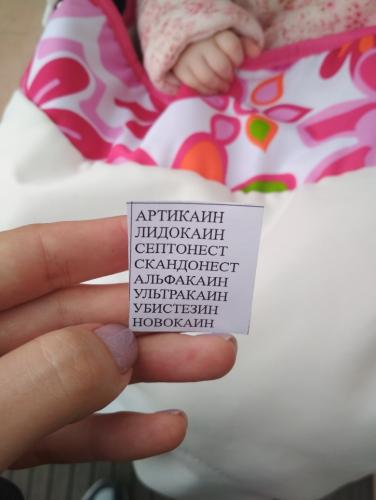 АРТИКАИН
ЛИДОКАИН
СЕПТОНЕСТ
СКАНДОНЕСТ
АЛЬФАКАИН
УЛЬТРАКАИН
УБИСТЕЗИН
НОВОКАИН